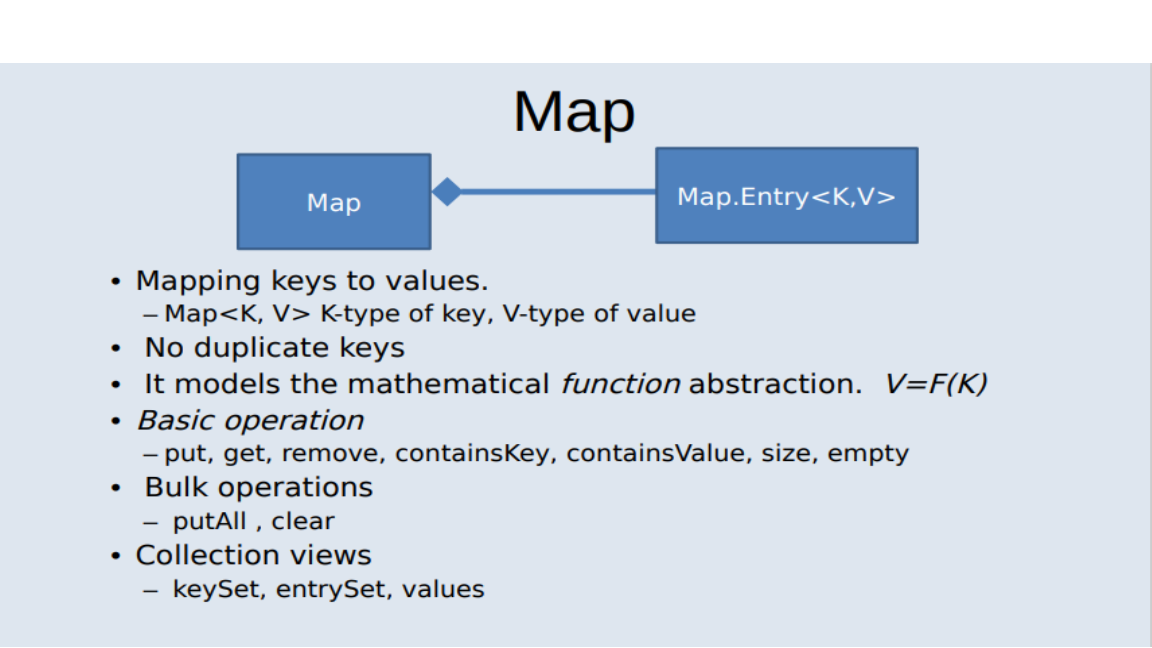 Map
Map
Map.Entry<K,V>
• Mapping keys to values.
– Map<K, V> K-type of key, V-type of value
• No duplicate keys
• It models the mathematical function abstraction. V=F(K)
• Basic operation
– put, get, remove, containsKey, containsValue, size, empty
• Bulk operations
– putAll , clear
• Collection views
– keySet, entrySet, values